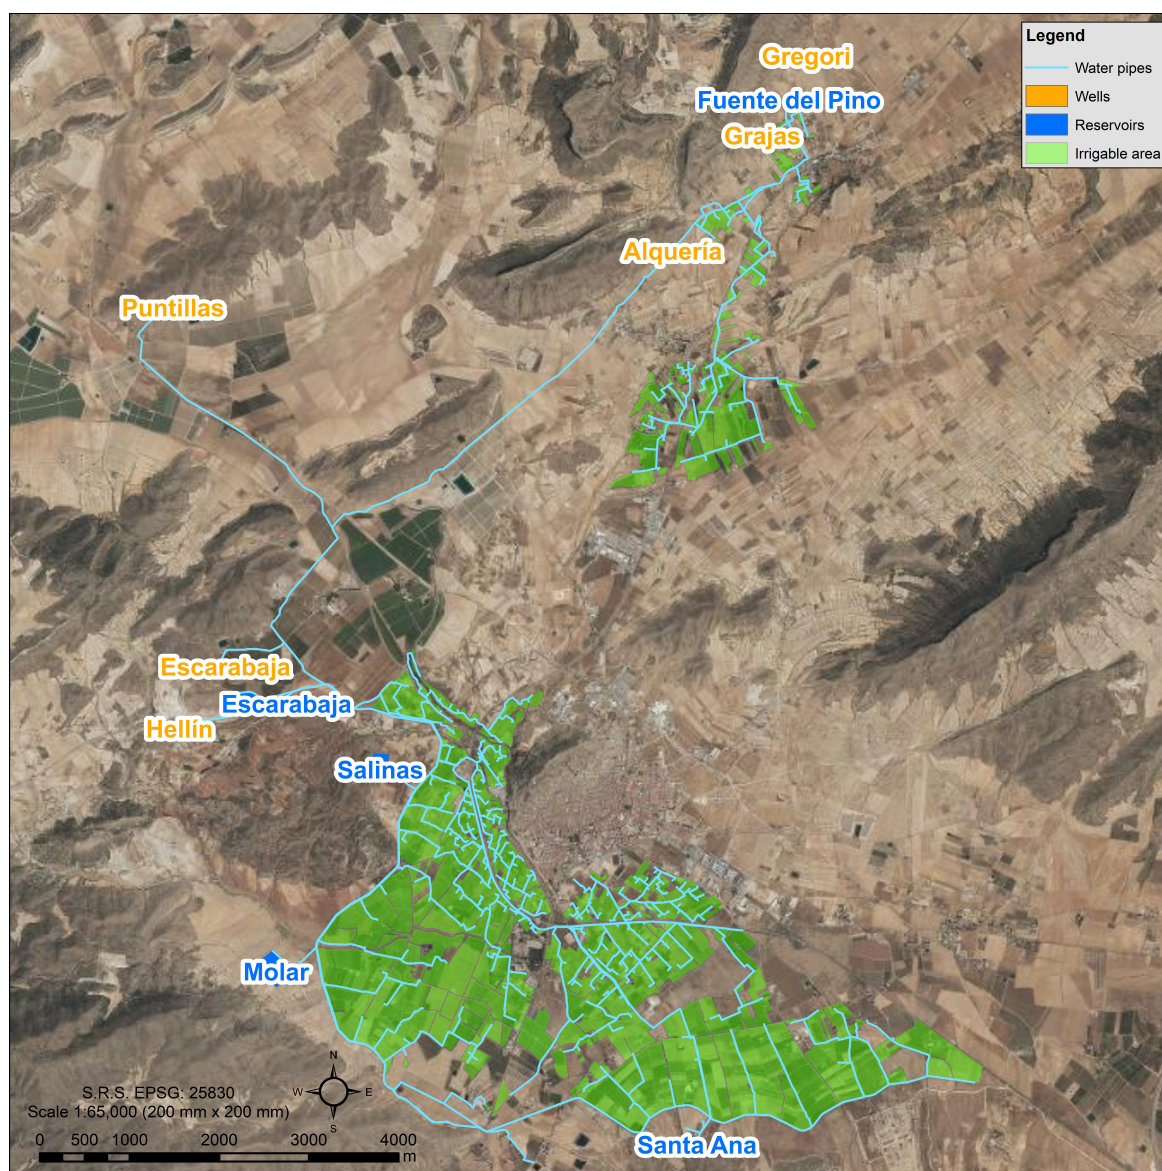 Legend
Water pipes
Wells
Reservoirs
Irrigable area
Gregori
Fuente del Pino
Grajas
Alquería
Puntillas
Escarabaja
Escarabaja
Hellín
Salinas
Molar
Santa Ana
N
W E
S
S.R.S. EPSG: 25830
Scale 1:65,000 (200 mm x 200 mm)
0 500 1000 2000 3000 4000
m